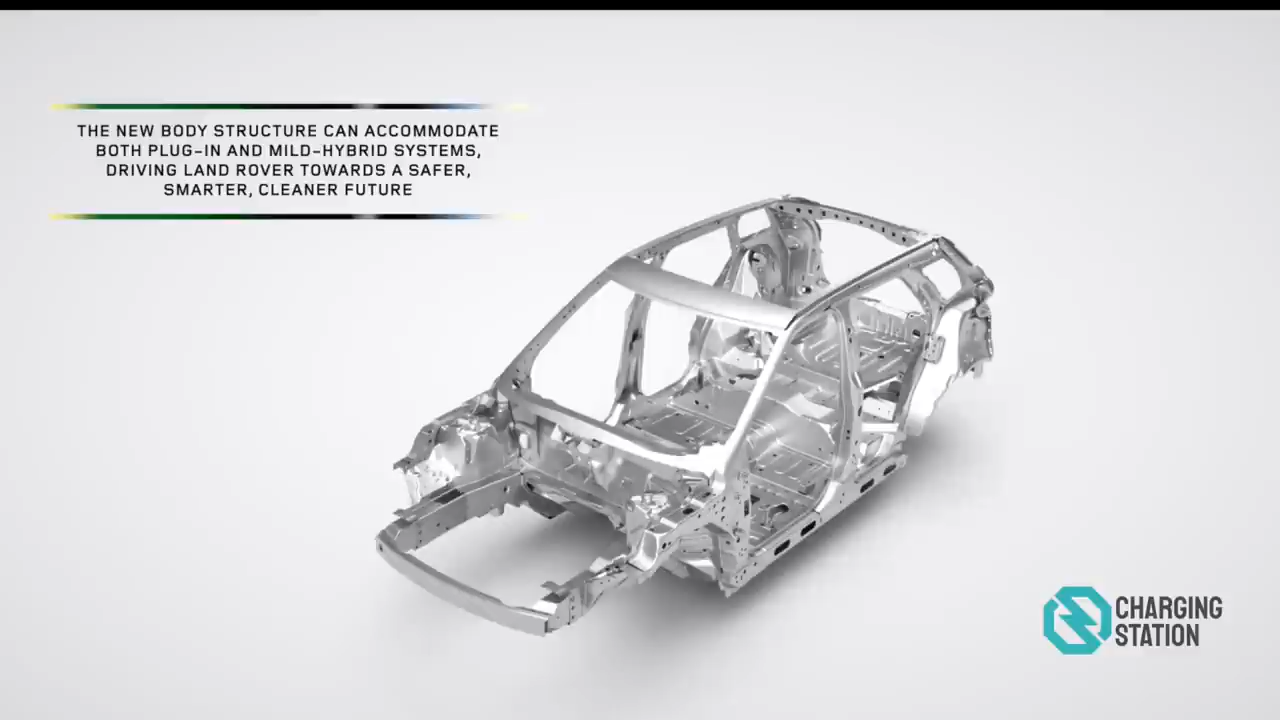 THE NEW BODY STRUCTURE CAN ACCOMMODATE
BOTH PLUG-IN AND MILD-HYBRID SYSTEMS,
DRIVING LAND ROVER TOWARDS A SAFER,
SMARTER, CLEANER FUTURE
CHARGING
STATION